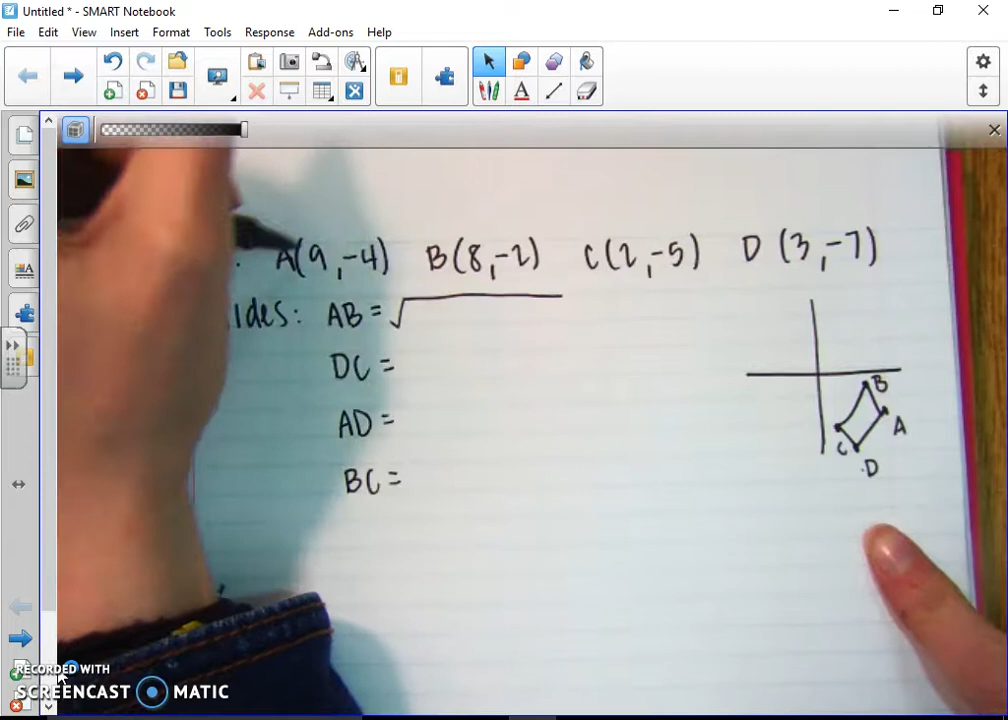 Untitled * - SMART Notebook
File Edit View Insert Format Tools Response Add-ons Help
A(9,-4) B(8,-2) C(2,-5) D(3,-7)
ides: AB = √
DC =
AD =
BC =
B
A
C
D
RECORDED WITH
SCREENCAST MATIC